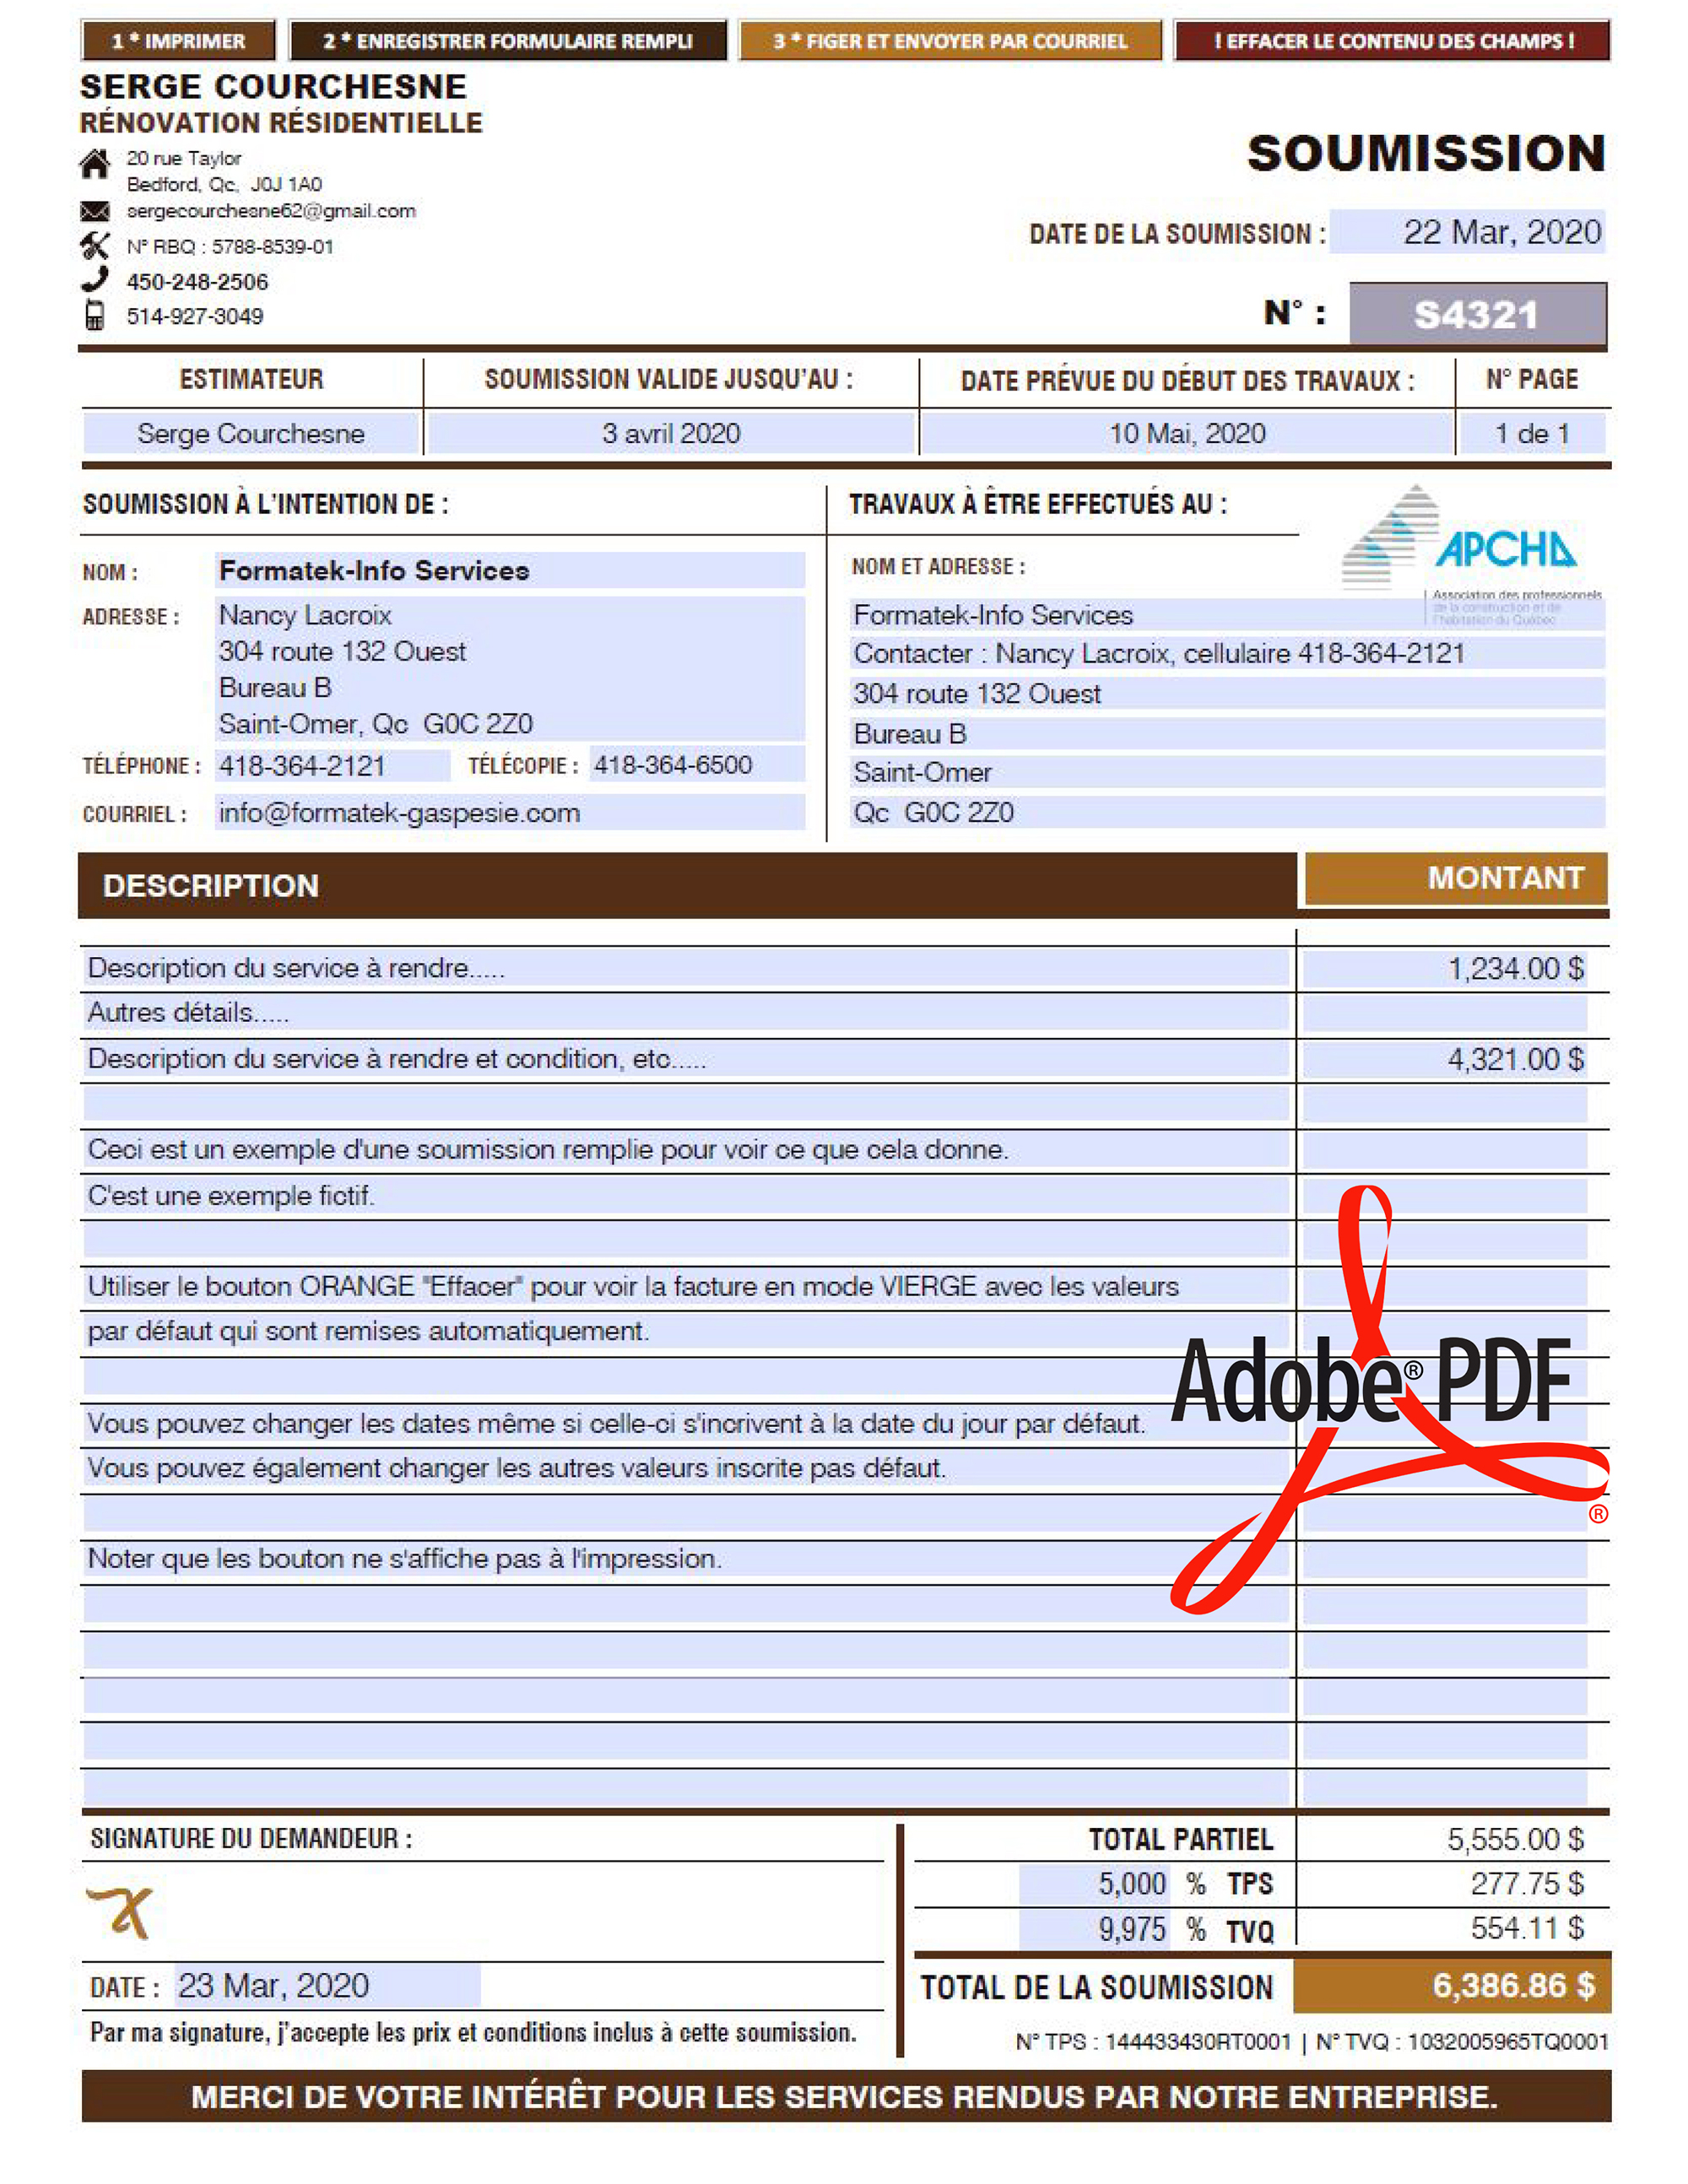 1 * IMPRIMER
2 * ENREGISTRER FORMULAIRE REMPLI
3 * FIGER ET ENVOYER PAR COURRIEL
! EFFACER LE CONTENU DES CHAMPS !
SERGE COURCHESNE
RÉNOVATION RÉSIDENTIELLE
20 rue Taylor
Bedford, Qc, J0J 1A0
sergecourchesne62@gmail.com
N° RBQ : 5788-8539-01
450-248-2506
514-927-3049
SOUMISSION
DATE DE LA SOUMISSION : 22 Mar, 2020
N° : S4321
ESTIMATEUR SOUMISSION VALIDE JUSQU'AU : DATE PRÉVUE DU DÉBUT DES TRAVAUX : N° PAGE
Serge Courchesne 3 avril 2020 10 Mai, 2020 1 de 1
SOUMISSION À L'INTENTION DE :
NOM : Formatek-Info Services
ADRESSE : Nancy Lacroix
304 route 132 Ouest
Bureau B
Saint-Omer, Qc G0C 2Z0
TÉLÉPHONE : 418-364-2121 TÉLÉCOPIE : 418-364-6500
COURRIEL : info@formatek-gaspesie.com
TRAVAUX À ÊTRE EFFECTUÉS AU :
APCHQ
Association des professionnels
de la construction et de
l'habitation du Québec
NOM ET ADRESSE :
Formatek-Info Services
Contacter : Nancy Lacroix, cellulaire 418-364-2121
304 route 132 Ouest
Bureau B
Saint-Omer
Qc G0C 2Z0
DESCRIPTION MONTANT
Description du service à rendre..... 1,234.00 $
Autres détails.....
Description du service à rendre et condition, etc..... 4,321.00 $
Ceci est un exemple d'une soumission remplie pour voir ce que cela donne.
C'est une exemple fictif.
Utiliser le bouton ORANGE "Effacer" pour voir la facture en mode VIERGE avec les valeurs
par défaut qui sont remises automatiquement.
Adobe® PDF
Vous pouvez changer les dates même si celle-ci s'incrivent à la date du jour par défaut.
Vous pouvez également changer les autres valeurs inscrite pas défaut.
®
Noter que les bouton ne s'affiche pas à l'impression.
SIGNATURE DU DEMANDEUR :
X
DATE : 23 Mar, 2020
Par ma signature, j'accepte les prix et conditions inclus à cette soumission.
TOTAL PARTIEL 5,555.00 $
5,000 % TPS 277.75 $
9,975 % TVQ 554.11 $
TOTAL DE LA SOUMISSION 6,386.86 $
N° TPS : 144433430RT0001 | N° TVQ : 1032005965TQ0001
MERCI DE VOTRE INTÉRÊT POUR LES SERVICES RENDUS PAR NOTRE ENTREPRISE.